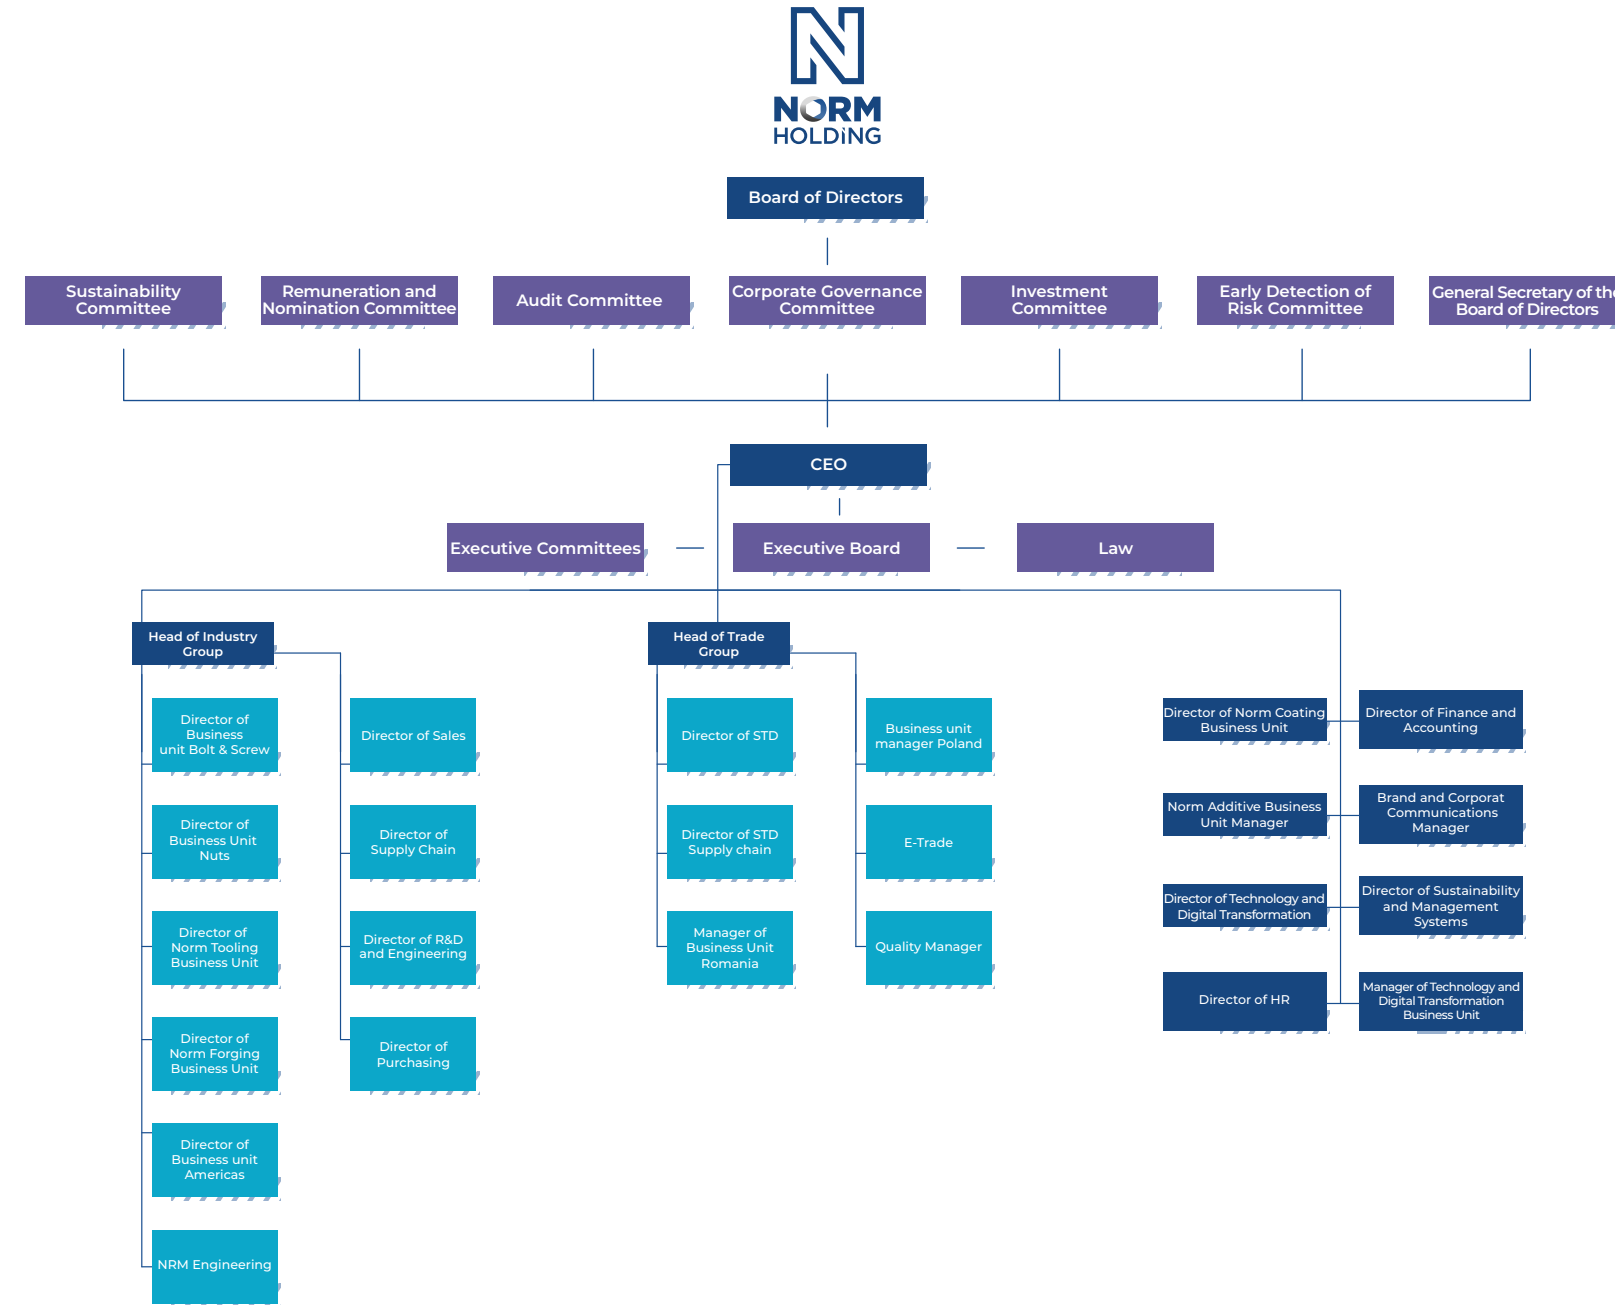 NORM
HOLDiNG
Board of Directors
Sustainability
Committee
Remuneration and
Nomination Committee
Audit Committee
Corporate Governance
Committee
Investment
Committee
Early Detection of
Risk Committee
General Secretary of the
Board of Directors
CEO
Executive Committees
Executive Board
Law
Head of Industry
Group
Director of
Business
unit Bolt & Screw
Director of
Business Unit
Nuts
Director of
Norm Tooling
Business Unit
Director of
Norm Forging
Business Unit
Director of
Business unit
Americas
NRM Engineering
Director of Sales
Director of
Supply Chain
Director of R&D
and Engineering
Director of
Purchasing
Head of Trade
Group
Director of STD
Director of STD
Supply chain
Manager of
Business Unit
Romania
Business unit
manager Poland
E-Trade
Quality Manager
Director of Norm Coating
Business Unit
Norm Additive Business
Unit Manager
Director of Technology and
Digital Transformation
Director of HR
Director of Finance and
Accounting
Brand and Corporat
Communications
Manager
Director of Sustainability
and Management
Systems
Manager of Technology and
Digital Transformation
Business Unit